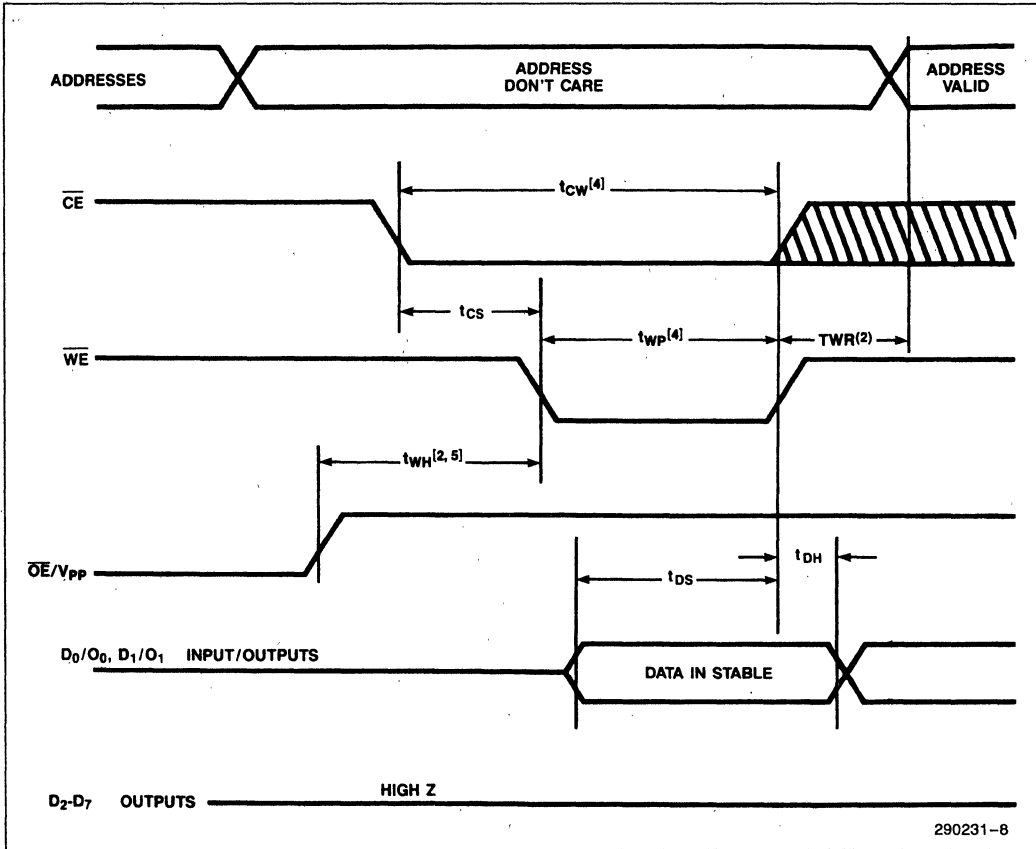 ADDRESSES
ADDRESS
DON'T CARE
ADDRESS
VALID
CE
tCW[4]
tCS
tWP[4]
TWR(2)
WE
tWH[2, 5]
OE/VPP
tDH
tDS
D0/O0, D1/O1 INPUT/OUTPUTS
DATA IN STABLE
HIGH Z
D2-D7 OUTPUTS
290231-8